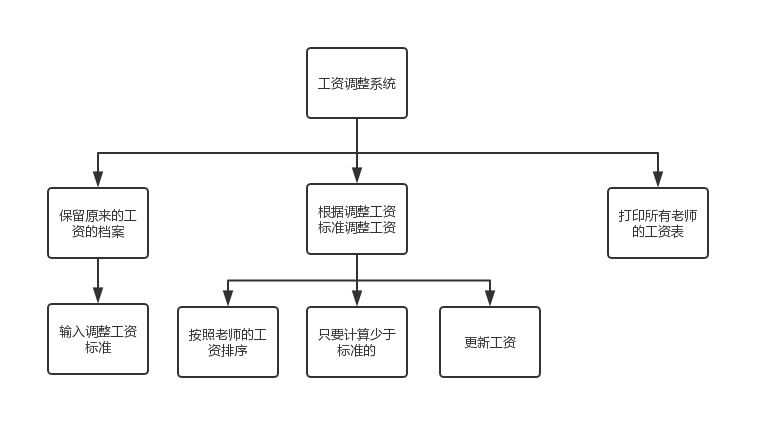 工资调整系统
保留原来的工
资的档案
根据调整工资
标准调整工资
打印所有老师
的工资表
输入调整工资
标准
按照老师的工
资排序
只要计算少于
标准的
更新工资